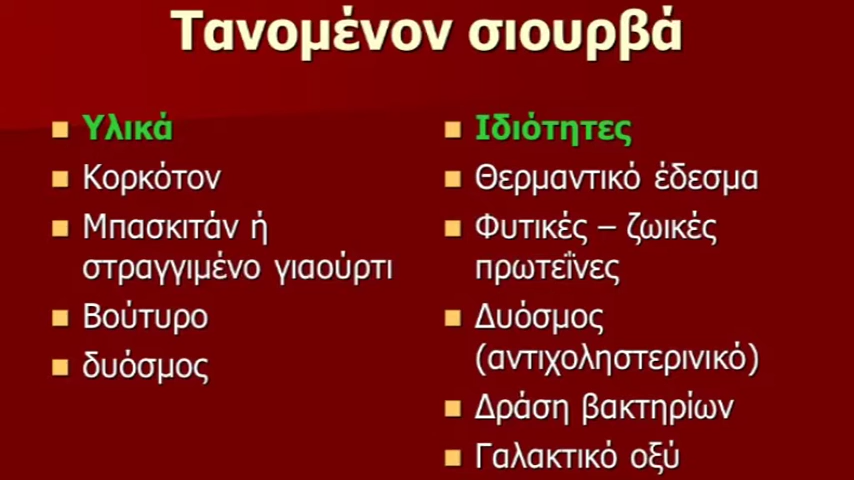 Τανομένον σιουρβά
Υλικά
Κορκότον
Μπασκιτάν ή
στραγγιμένο γιαούρτι
Βούτυρο
δυόσμος
Ιδιότητες
Θερμαντικό έδεσμα
Φυτικές – ζωικές
πρωτεΐνες
Δυόσμος
(αντιχοληστερινικό)
Δράση βακτηρίων
Γαλακτικό οξύ